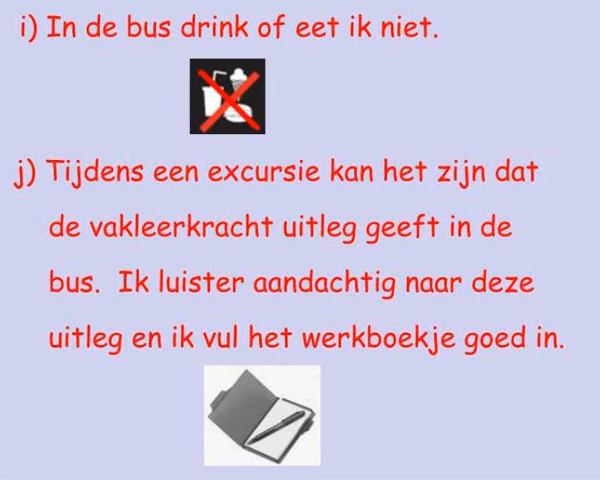 i) In de bus drink of eet ik niet.
j) Tijdens een excursie kan het zijn dat
de vakleerkracht uitleg geeft in de
bus. Ik luister aandachtig naar deze
uitleg en ik vul het werkboekje goed in.